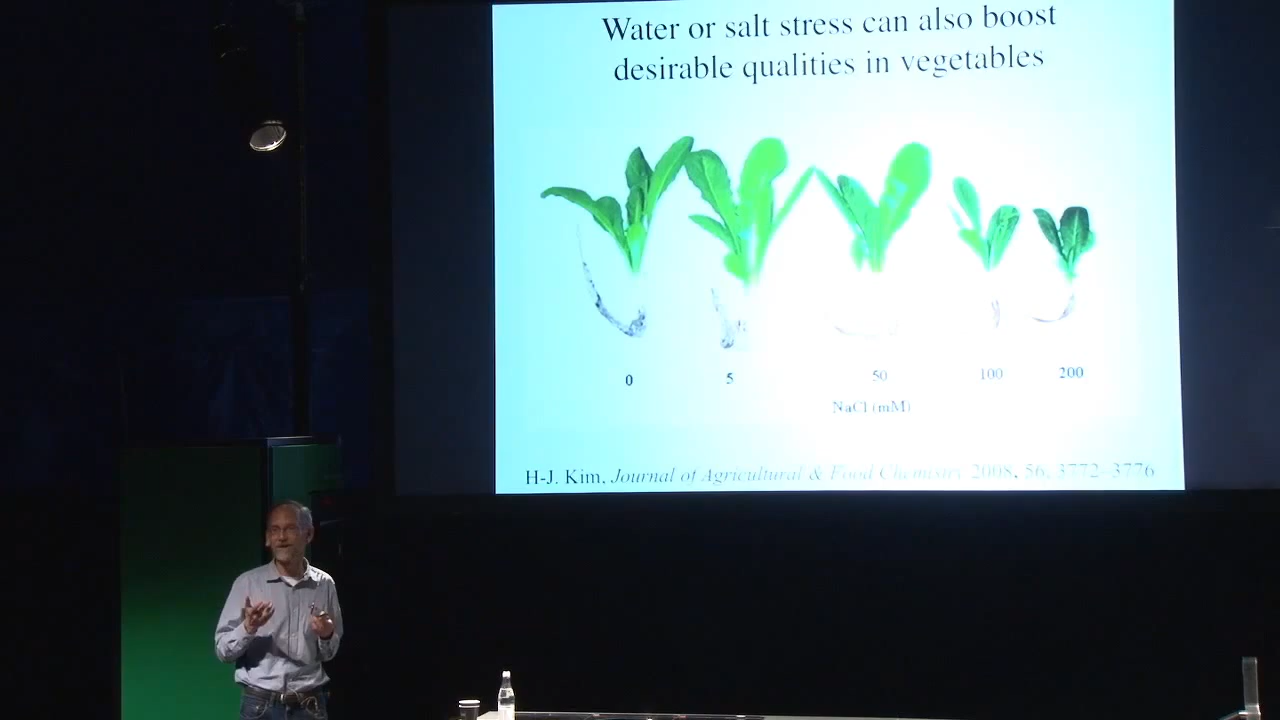 Water or salt stress can also boost
desirable qualities in vegetables
0 5 50 100 200
NaCl (mM)
H-J. Kim, Journal of Agricultural & Food Chemistry 2008, 56, 3772–3776